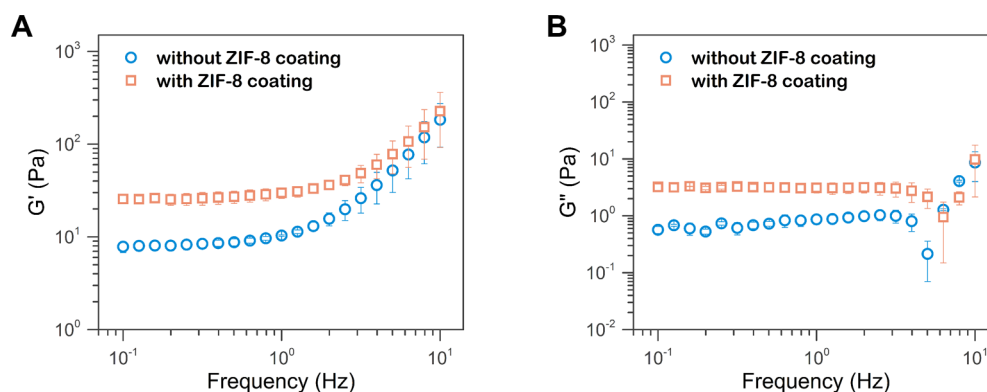 A
B
without ZIF-8 coating
with ZIF-8 coating
G' (Pa)
10³
10²
10¹
10⁰
10⁻¹
10⁰
10¹
Frequency (Hz)
without ZIF-8 coating
with ZIF-8 coating
G" (Pa)
10³
10²
10¹
10⁰
10⁻¹
10⁻²
10⁻¹
10⁰
10¹
Frequency (Hz)